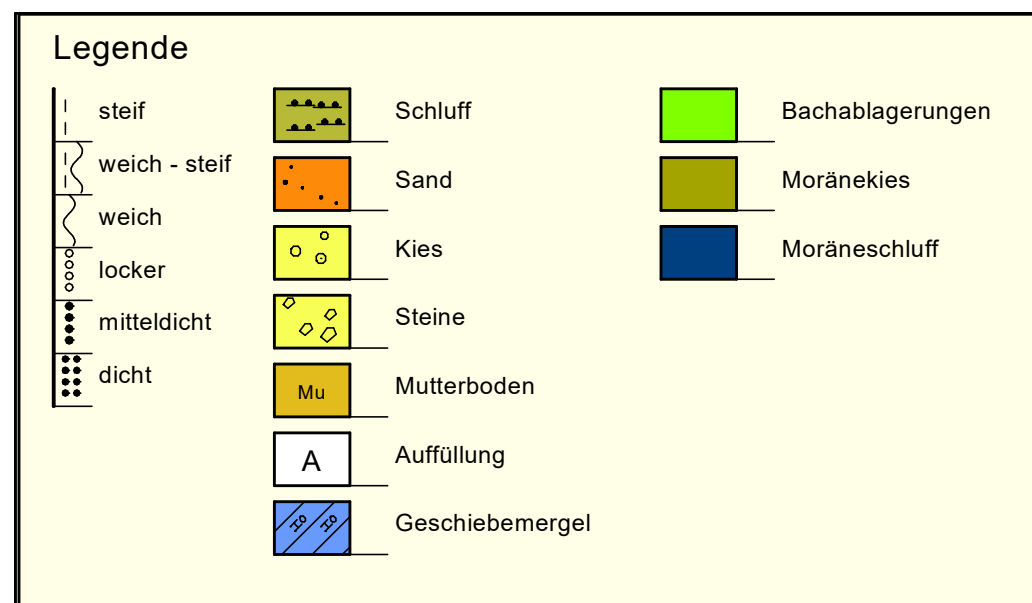 Legende
steif
weich - steif
weich
locker
mitteldicht
dicht
Schluff
Sand
Kies
Steine
Mu Mutterboden
A Auffüllung
Geschiebemergel
Bachablagerungen
Moränekies
Moräneschluff